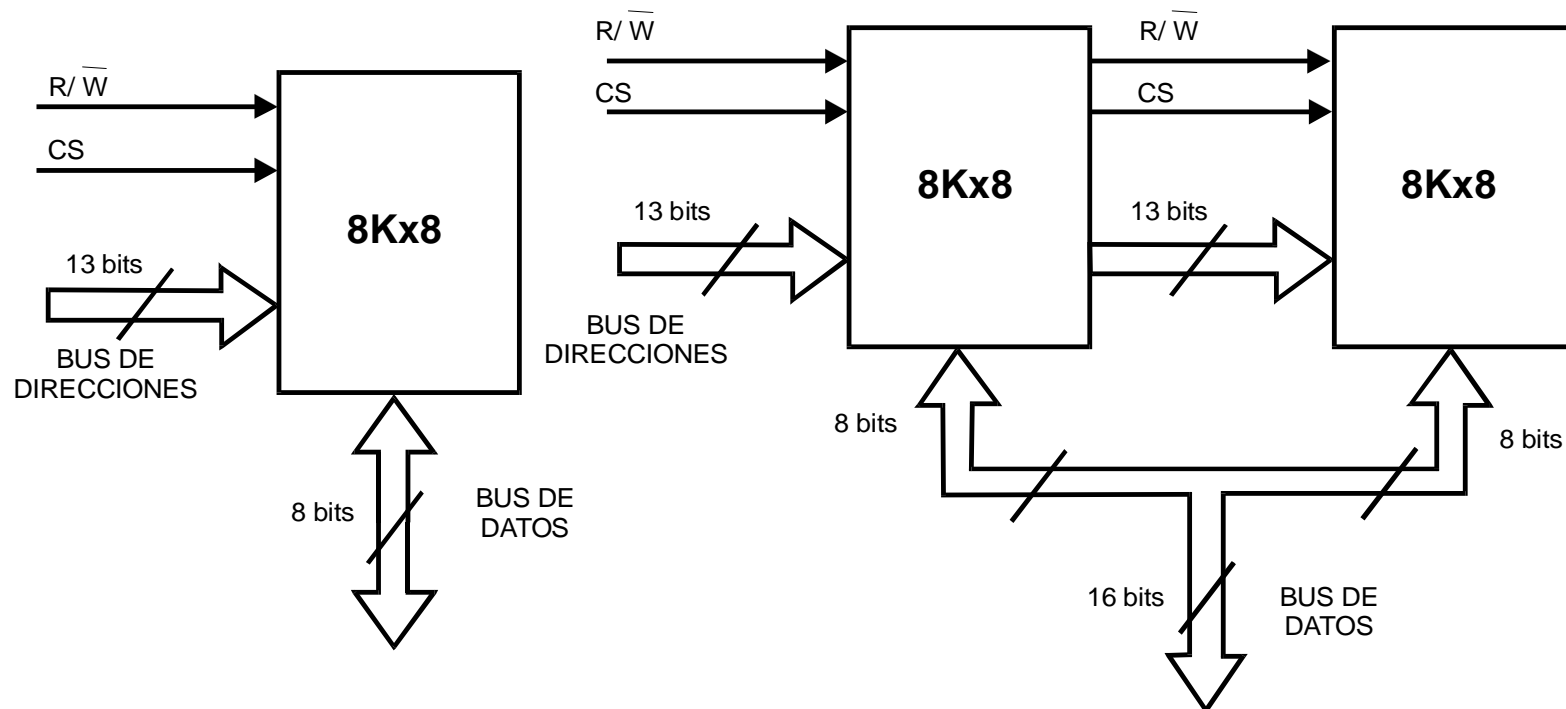 R/ W̅
CS
8Kx8
13 bits
BUS DE
DIRECCIONES
8 bits
BUS DE
DATOS
R/ W̅
CS
8Kx8
13 bits
BUS DE
DIRECCIONES
R/ W̅
CS
13 bits
8Kx8
8 bits
8 bits
16 bits
BUS DE
DATOS